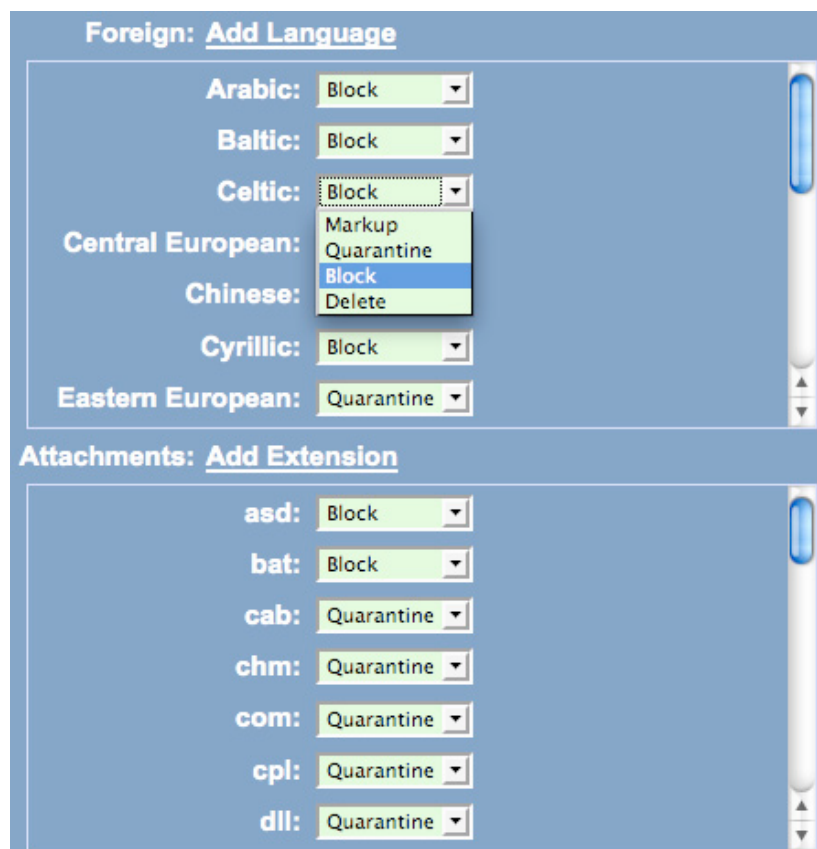 Foreign: Add Language
Arabic: Block
Baltic: Block
Celtic: Block
Markup
Central European: Quarantine
Block
Chinese: Delete
Cyrillic: Block
Eastern European: Quarantine
Attachments: Add Extension
asd: Block
bat: Block
cab: Quarantine
chm: Quarantine
com: Quarantine
cpl: Quarantine
dll: Quarantine